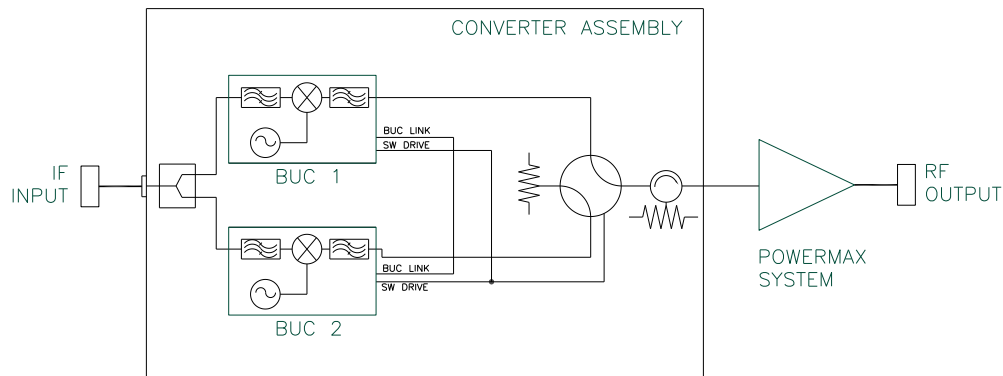 CONVERTER ASSEMBLY
BUC LINK
SW DRIVE
BUC 1
IF
INPUT
RF
OUTPUT
POWERMAX
SYSTEM
BUC LINK
SW DRIVE
BUC 2